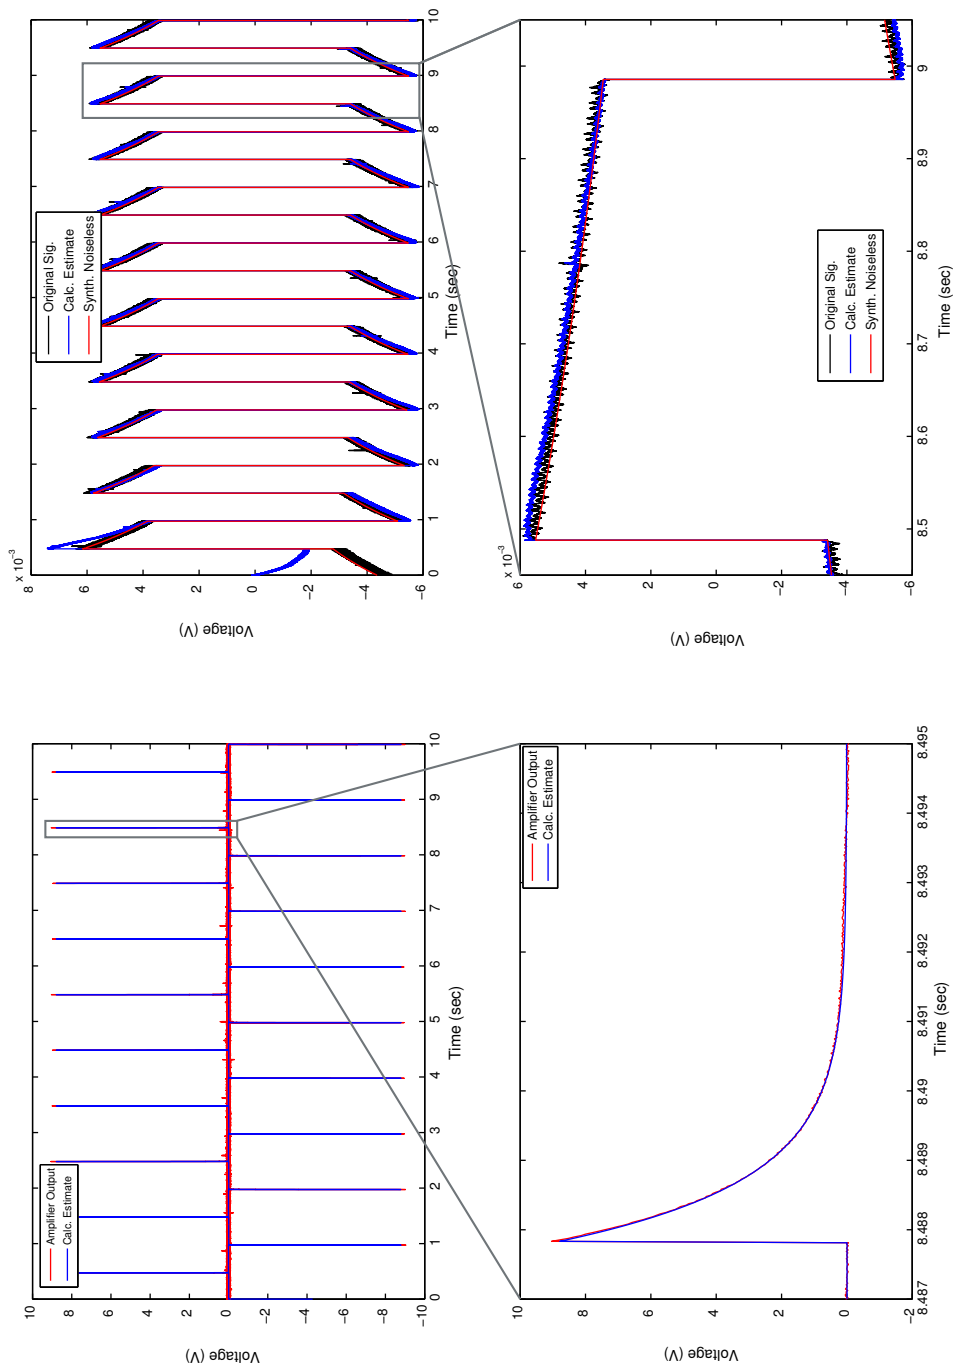 Amplifier Output
Calc. Estimate
10
8
6
4
2
0
−2
−4
−6
−8
−10
Voltage (V)
0 1 2 3 4 5 6 7 8 9 10
Time (sec)
x 10⁻³
Original Sig.
Calc. Estimate
Synth. Noiseless
8
6
4
2
0
−2
−4
−6
Voltage (V)
0 1 2 3 4 5 6 7 8 9 10
Time (sec)
Amplifier Output
Calc. Estimate
10
8
6
4
2
0
−2
Voltage (V)
8.487 8.488 8.489 8.49 8.491 8.492 8.493 8.494 8.495
Time (sec)
x 10⁻³
6
4
2
0
−2
−4
−6
Voltage (V)
Original Sig.
Calc. Estimate
Synth. Noiseless
8.5 8.6 8.7 8.8 8.9 9
Time (sec)